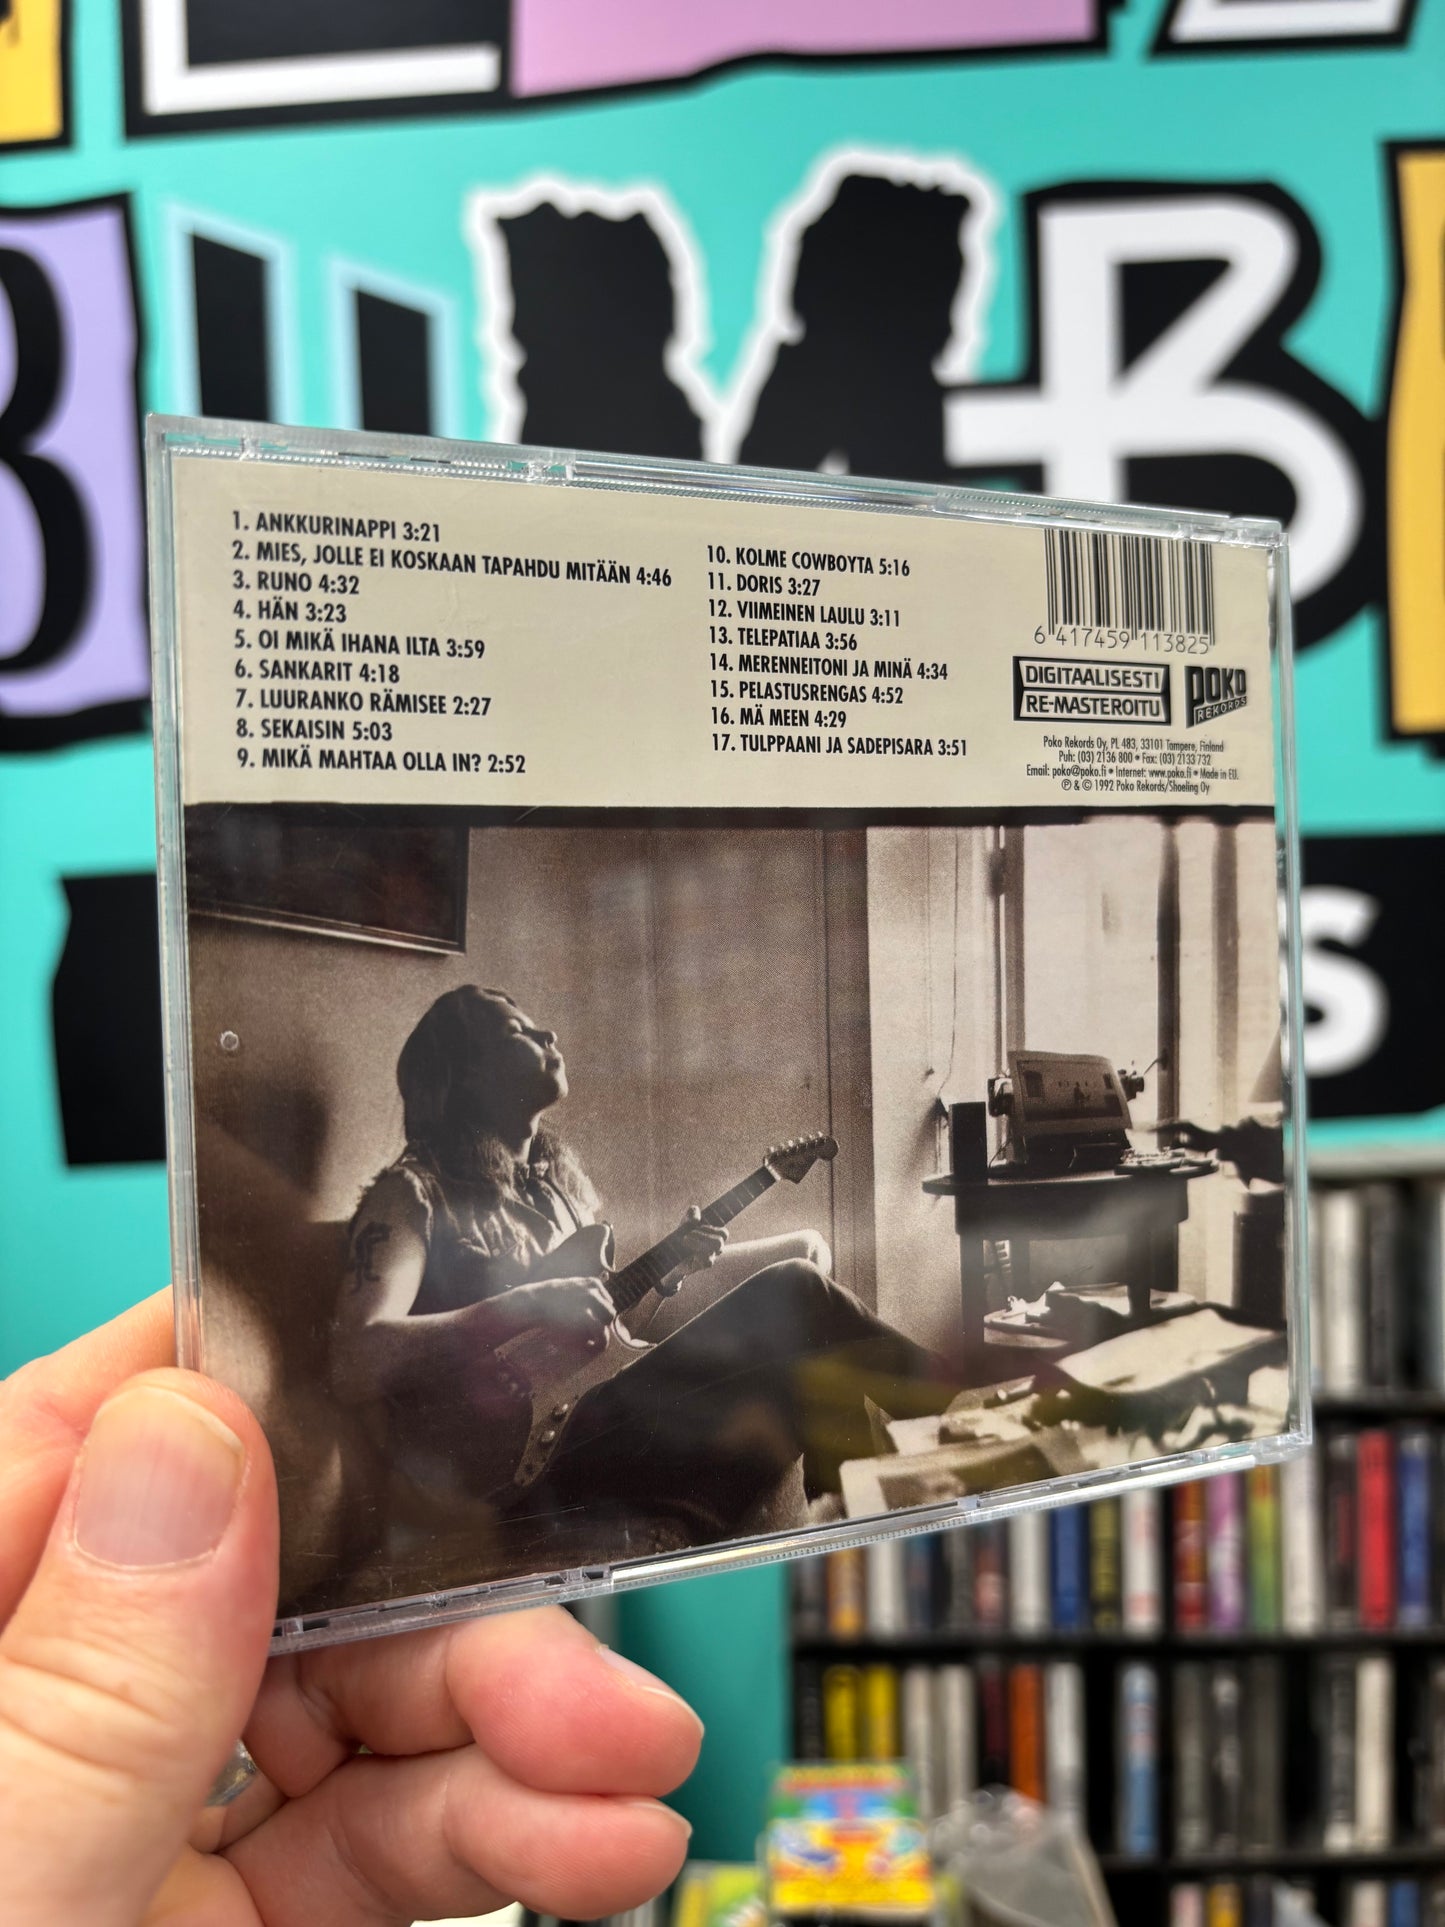 1. ANKKURINAPPI 3:21
2. MIES, JOLLE EI KOSKAAN TAPAHDU MITÄÄN 4:46
3. RUNO 4:32
4. HÄN 3:23
5. OI MIKÄ IHANA ILTA 3:59
6. SANKARIT 4:18
7. LUURANKO RÄMISEE 2:27
8. SEKAISIN 5:03
9. MIKÄ MAHTAA OLLA IN? 2:52
10. KOLME COWBOYTA 5:16
11. DORIS 3:27
12. VIIMEINEN LAULU 3:11
13. TELEPATIAA 3:56
14. MERENNEITONI JA MINÄ 4:34
15. PELASTUSRENGAS 4:52
16. MÄ MEEN 4:29
17. TULPPAANI JA SADEPISARA 3:51
6 417459 113825
DIGITAALISESTI
RE-MASTEROITU
POKO
REKORDS
Poko Rekords Oy, PL 483, 33101 Tampere, Finland
Puh: (03) 2136 800 • Fax: (03) 2133 732
Email: poko@poko.fi • Internet: www.poko.fi • Made in EU.
℗ & © 1992 Poko Rekords/Shoeling Oy